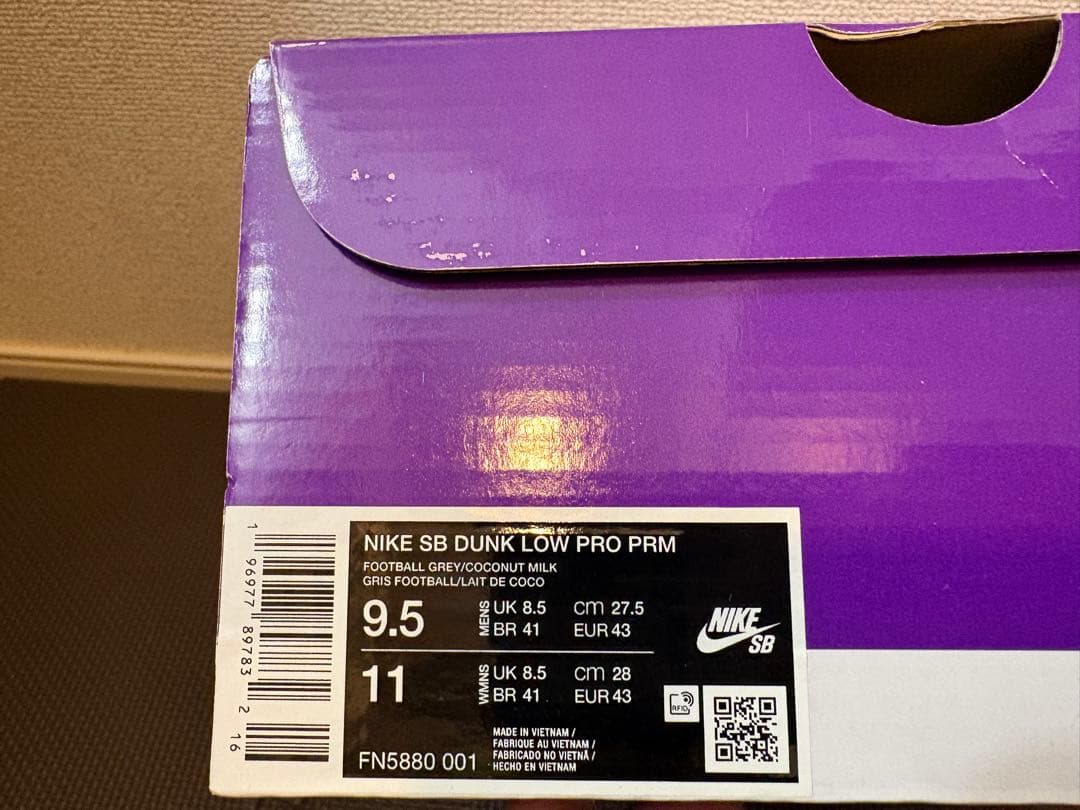 NIKE SB DUNK LOW PRO PRM
FOOTBALL GREY/COCONUT MILK
GRIS FOOTBALL/LAIT DE COCO
9.5 MENS UK 8.5 cm 27.5
BR 41 EUR 43
11 WMNS UK 8.5 cm 28
BR 41 EUR 43
NIKE
SB
RFID
MADE IN VIETNAM /
FABRIQUE AU VIETNAM /
FABRICADO NO VIETNÃ /
HECHO EN VIETNAM
FN5880 001
1 96977 89783 2 16